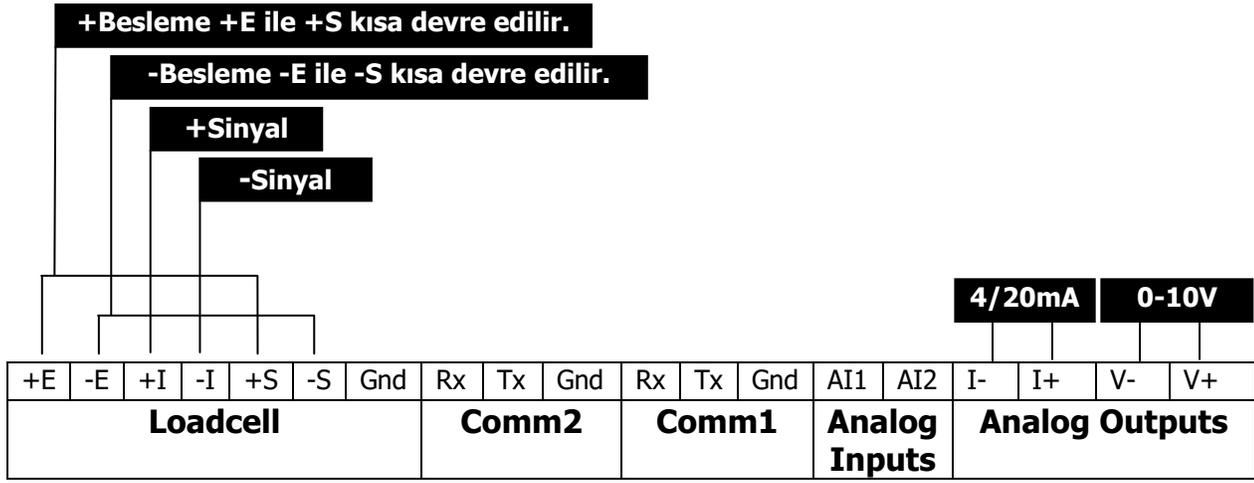 +Besleme +E ile +S kısa devre edilir.
-Besleme -E ile -S kısa devre edilir.
+Sinyal
-Sinyal
4/20mA 0-10V
+E -E +I -I +S -S Gnd Rx Tx Gnd Rx Tx Gnd AI1 AI2 I- I+ V- V+
Loadcell Comm2 Comm1 Analog Analog Outputs
Inputs